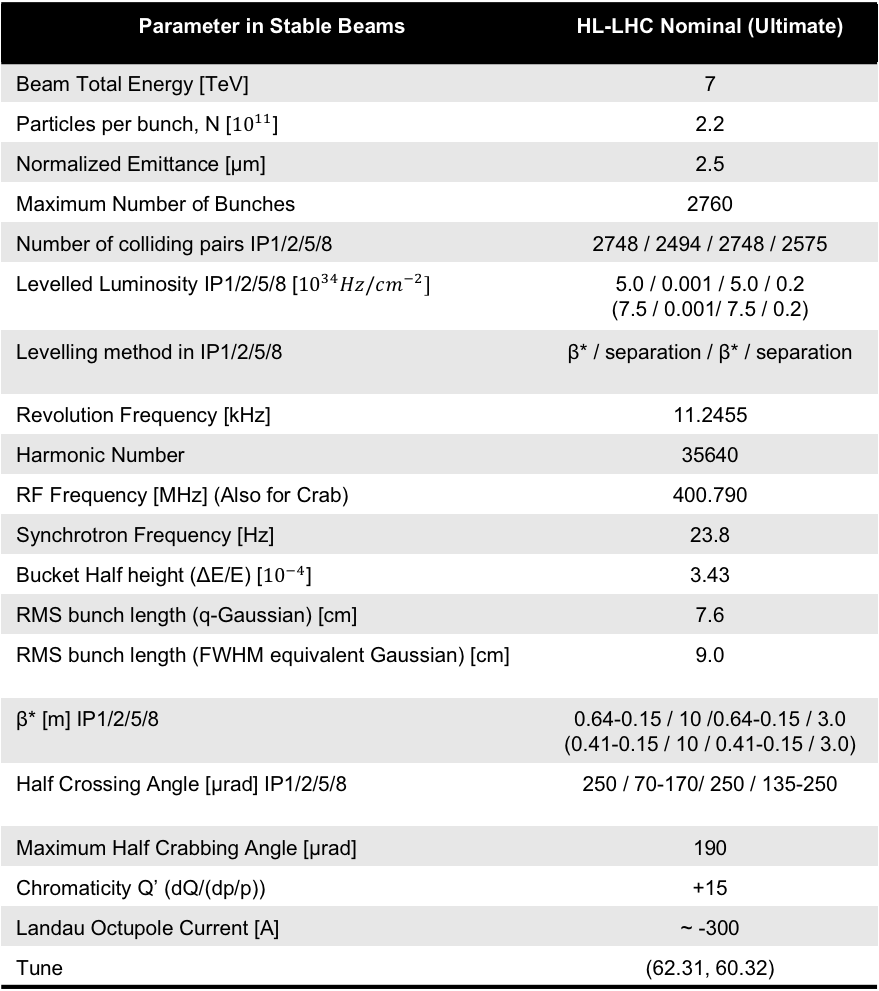 Parameter in Stable Beams HL-LHC Nominal (Ultimate)
Beam Total Energy [TeV] 7
Particles per bunch, N [10¹¹] 2.2
Normalized Emittance [µm] 2.5
Maximum Number of Bunches 2760
Number of colliding pairs IP1/2/5/8 2748 / 2494 / 2748 / 2575
Levelled Luminosity IP1/2/5/8 [10³⁴Hz/cm⁻²] 5.0 / 0.001 / 5.0 / 0.2
(7.5 / 0.001/ 7.5 / 0.2)
Levelling method in IP1/2/5/8 β* / separation / β* / separation
Revolution Frequency [kHz] 11.2455
Harmonic Number 35640
RF Frequency [MHz] (Also for Crab) 400.790
Synchrotron Frequency [Hz] 23.8
Bucket Half height (ΔE/E) [10⁻⁴] 3.43
RMS bunch length (q-Gaussian) [cm] 7.6
RMS bunch length (FWHM equivalent Gaussian) [cm] 9.0
β* [m] IP1/2/5/8 0.64-0.15 / 10 /0.64-0.15 / 3.0
(0.41-0.15 / 10 / 0.41-0.15 / 3.0)
Half Crossing Angle [µrad] IP1/2/5/8 250 / 70-170/ 250 / 135-250
Maximum Half Crabbing Angle [µrad] 190
Chromaticity Q’ (dQ/(dp/p)) +15
Landau Octupole Current [A] ~ -300
Tune (62.31, 60.32)